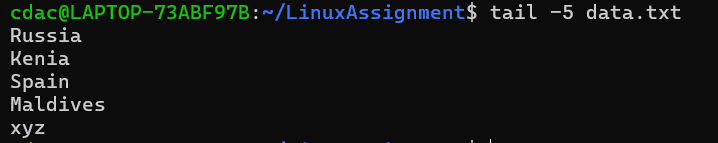 cdac@LAPTOP-73ABF97B:~/LinuxAssignment$ tail -5 data.txt
Russia
Kenia
Spain
Maldives
xyz